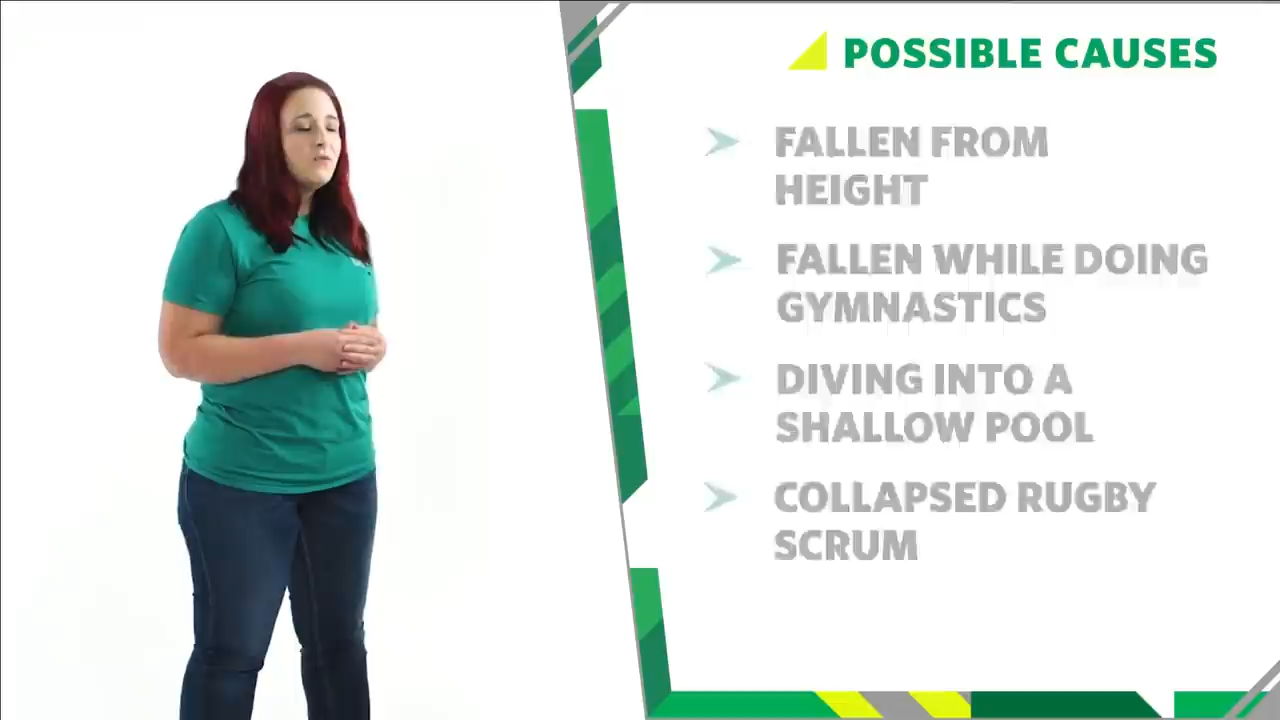 POSSIBLE CAUSES
FALLEN FROM
HEIGHT
FALLEN WHILE DOING
GYMNASTICS
DIVING INTO A
SHALLOW POOL
COLLAPSED RUGBY
SCRUM